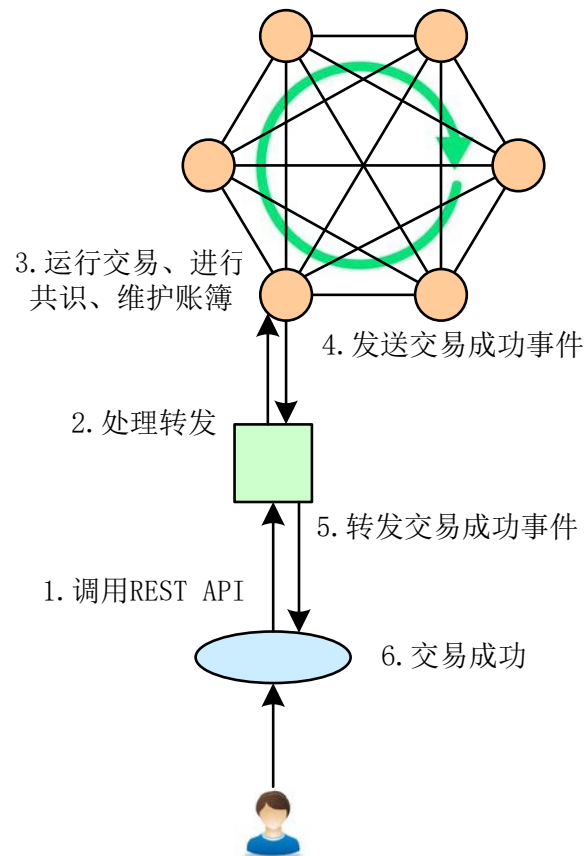 3.运行交易、进行
共识、维护账簿
4.发送交易成功事件
2.处理转发
5.转发交易成功事件
1.调用REST API
6.交易成功